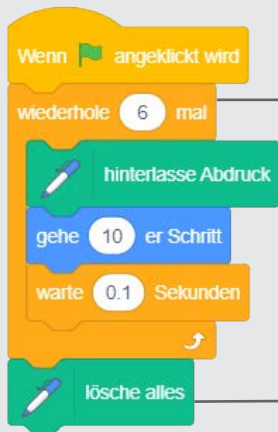 Wenn angeklickt wird
wiederhole 6 mal
hinterlasse Abdruck
gehe 10 er Schritt
warte 0.1 Sekunden
lösche alles